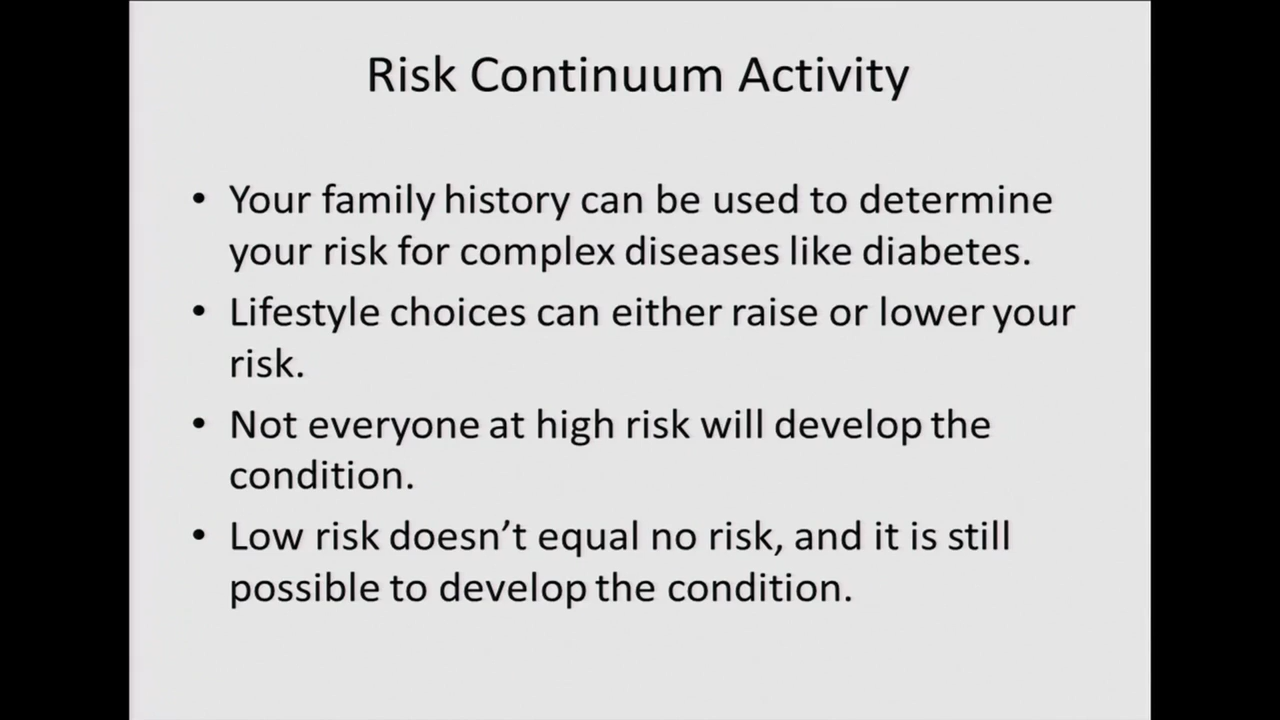 Risk Continuum Activity
• Your family history can be used to determine
your risk for complex diseases like diabetes.
• Lifestyle choices can either raise or lower your
risk.
• Not everyone at high risk will develop the
condition.
• Low risk doesn’t equal no risk, and it is still
possible to develop the condition.